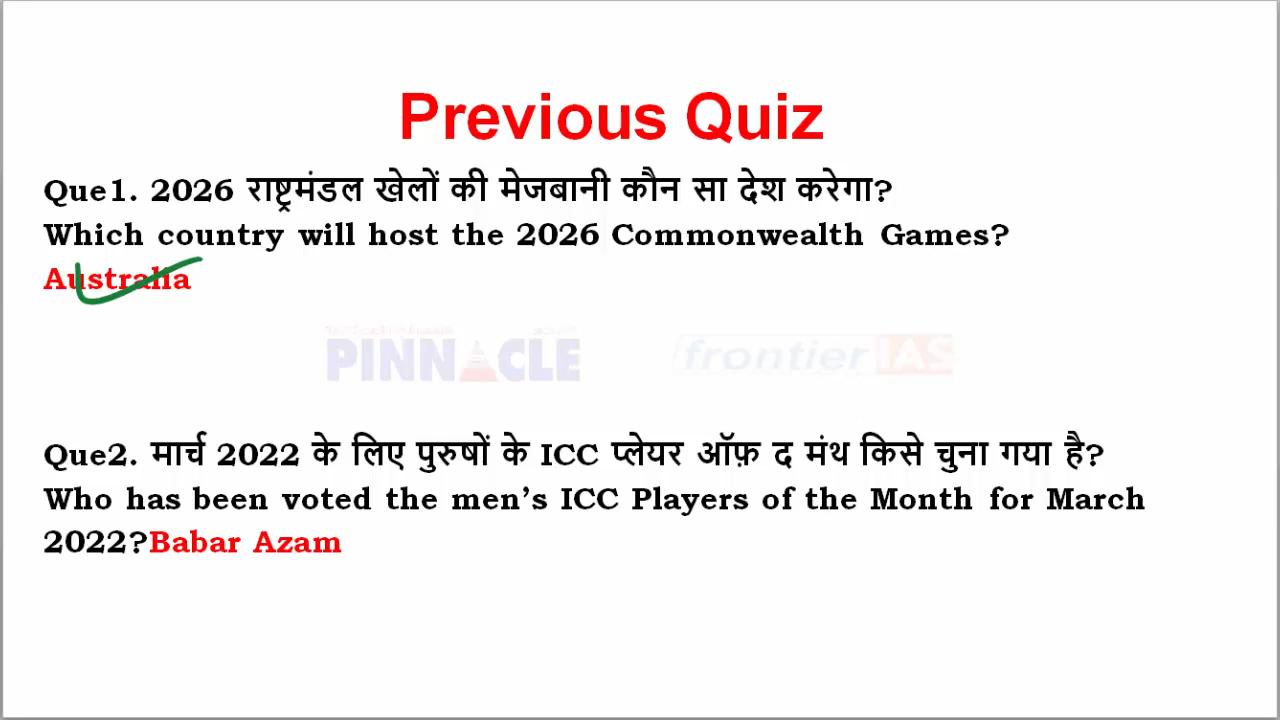 Previous Quiz
Que1. 2026 राष्ट्रमंडल खेलों की मेजबानी कौन सा देश करेगा?
Which country will host the 2026 Commonwealth Games?
Australia
PINNACLE frontier IAS
Que2. मार्च 2022 के लिए पुरुषों के ICC प्लेयर ऑफ़ द मंथ किसे चुना गया है?
Who has been voted the men’s ICC Players of the Month for March
2022?Babar Azam